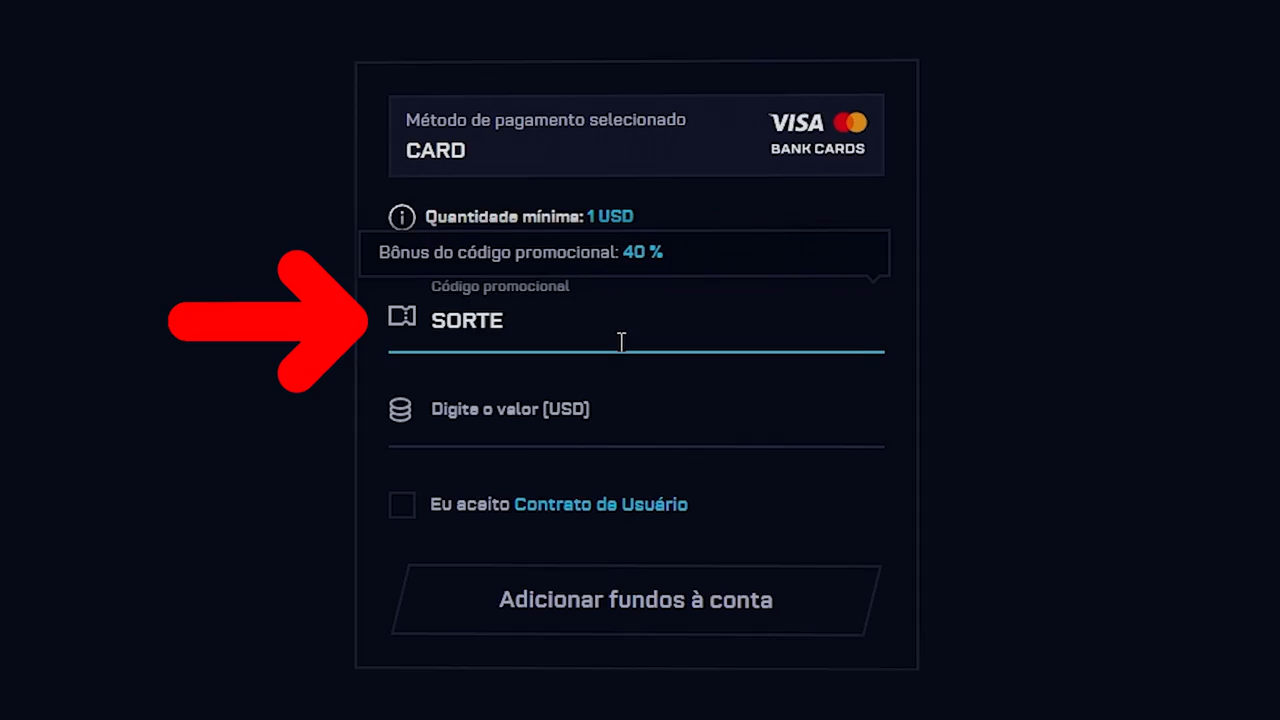 Método de pagamento selecionado
CARD
VISA
BANK CARDS
Quantidade mínima: 1 USD
Bônus do código promocional: 40 %
Código promocional
SORTE
Digite o valor (USD)
Eu aceito Contrato de Usuário
Adicionar fundos à conta